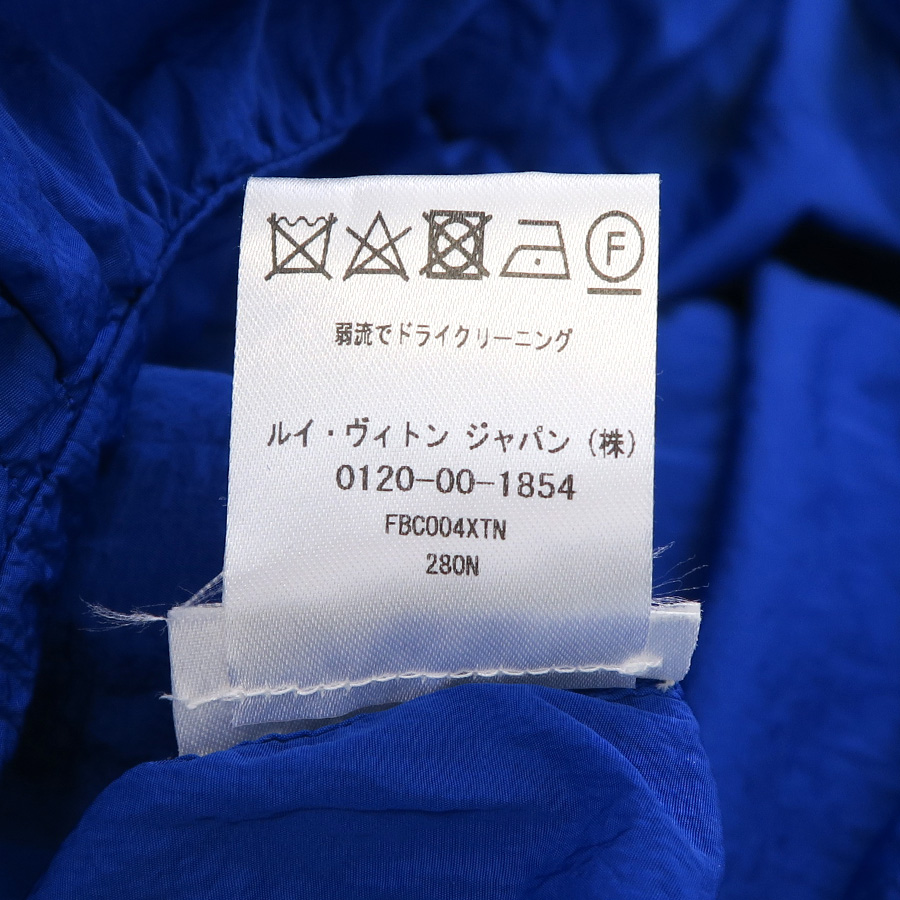 F
弱流でドライクリーニング
ルイ・ヴィトン ジャパン（株）
0120-00-1854
FBC004XTN
280N